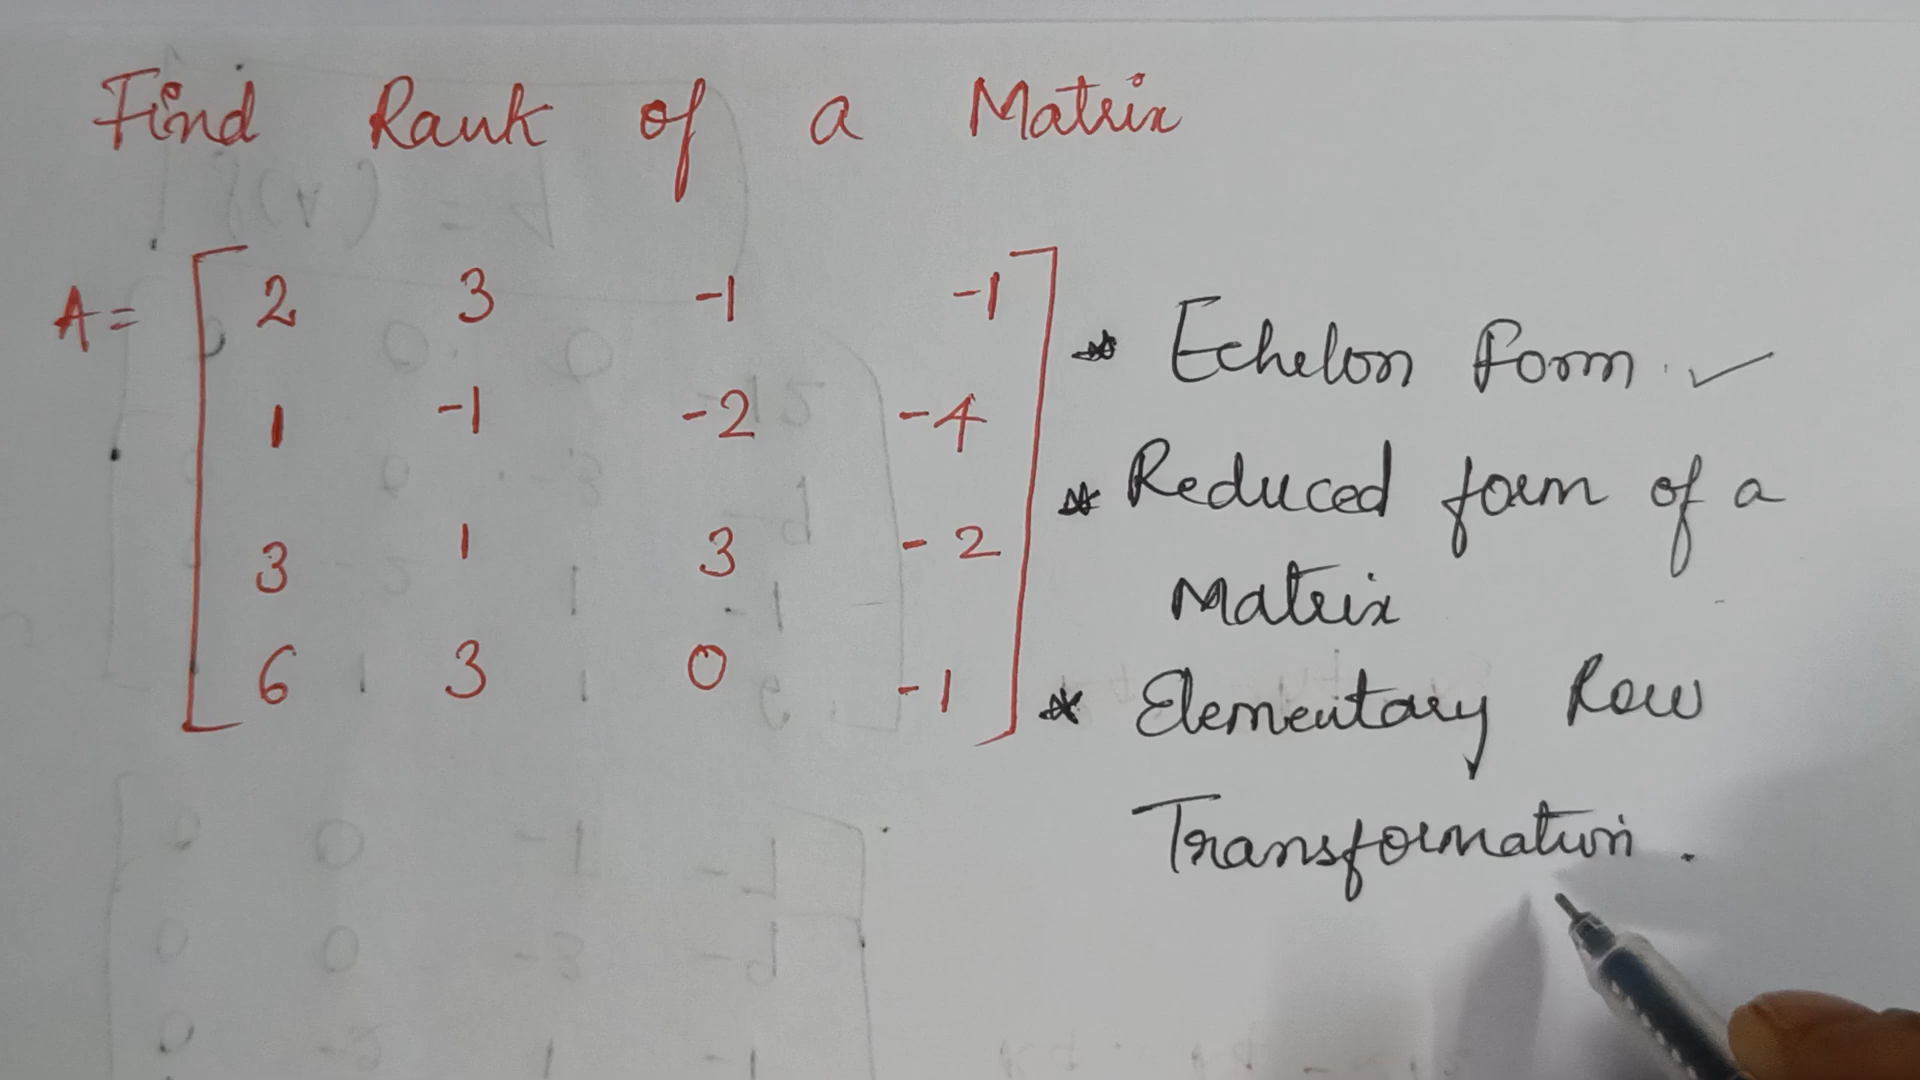 Find Rank of a Matrix
A = [ 2 3 -1 -1
1 -1 -2 -4
3 1 3 -2
6 3 0 -1 ]
* Echelon form. ✓
* Reduced form of a
Matrix
* Elementary Row
Transformation.